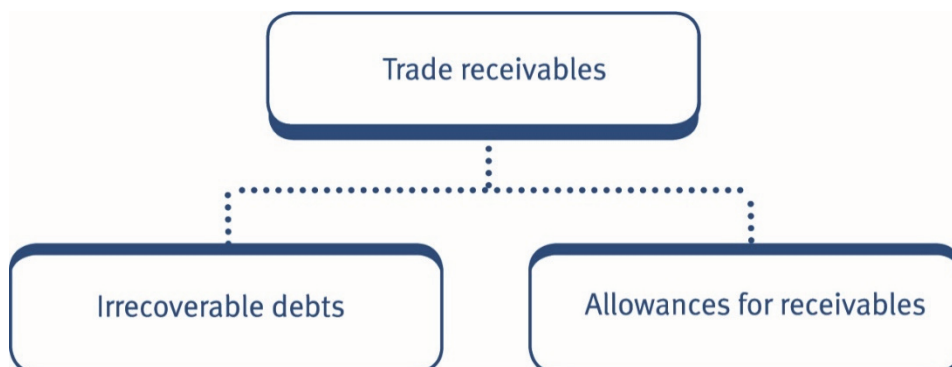 Trade receivables
Irrecoverable debts
Allowances for receivables